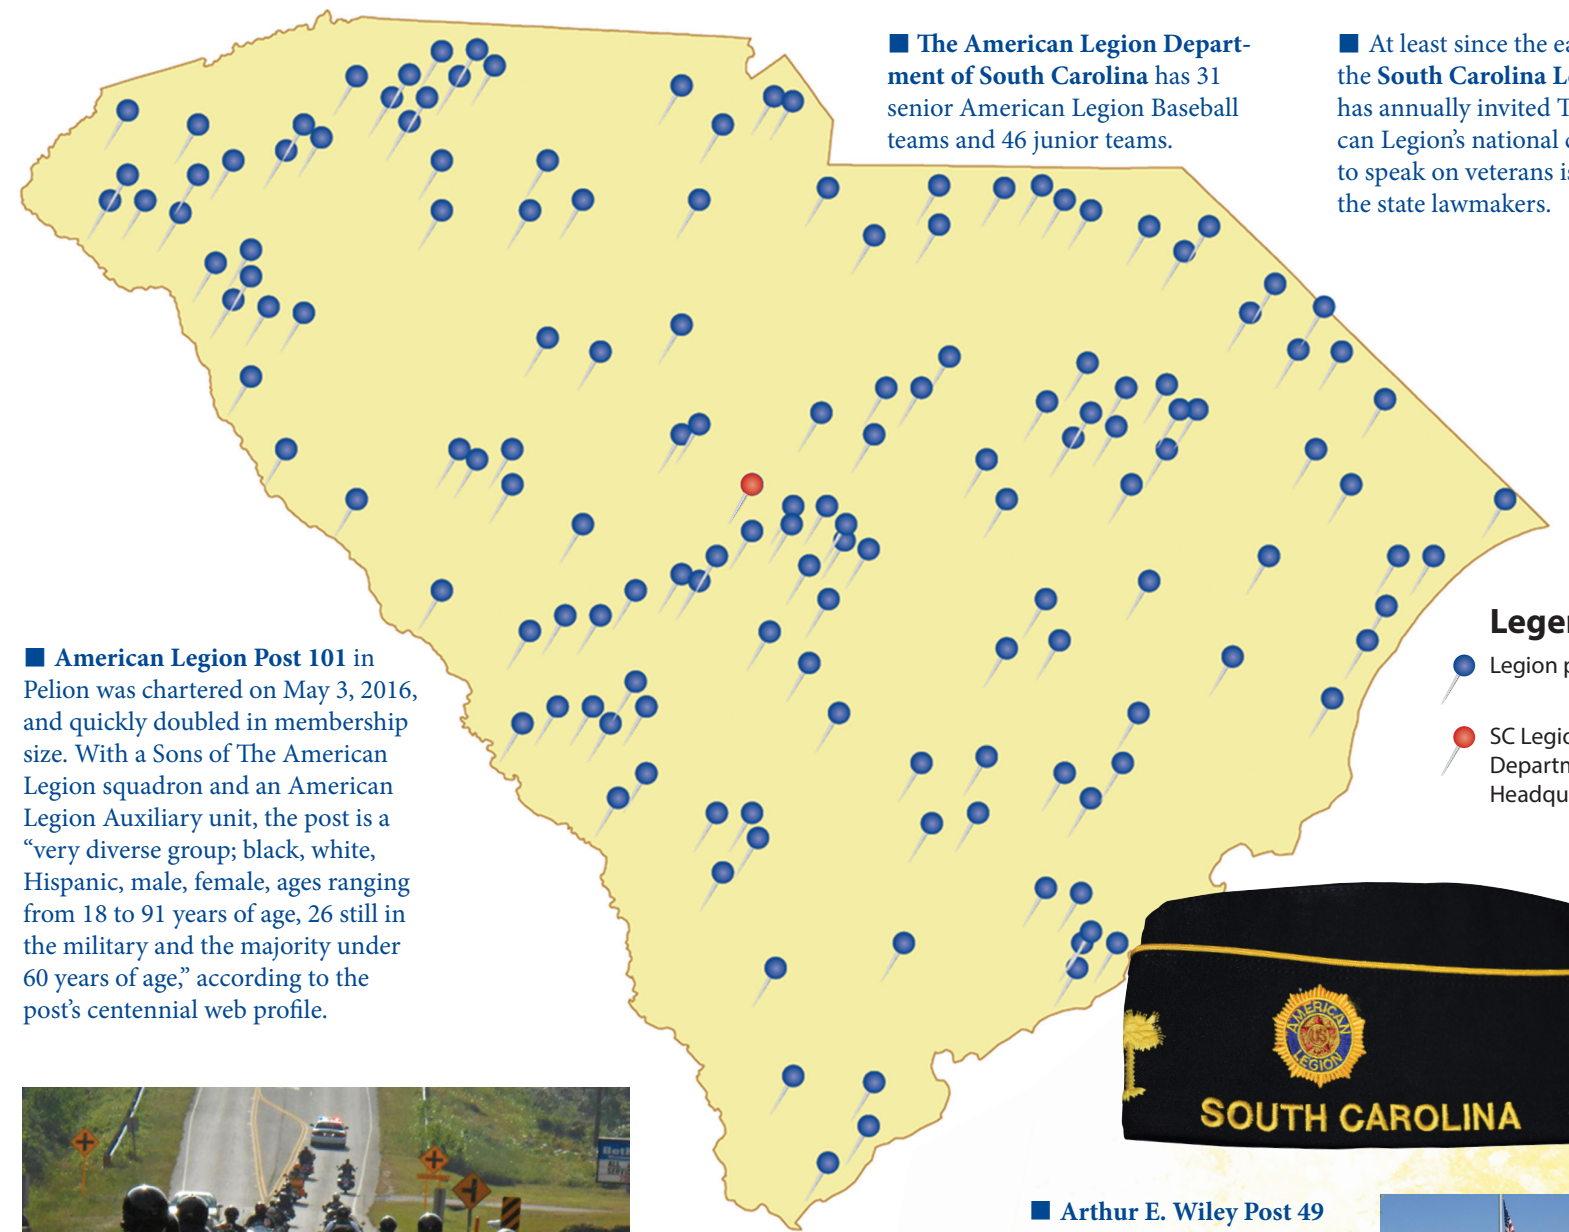 ■ The American Legion Depart-
ment of South Carolina has 31
senior American Legion Baseball
teams and 46 junior teams.
■ At least since the ea
the South Carolina Le
has annually invited T
can Legion’s national c
to speak on veterans is
the state lawmakers.
■ American Legion Post 101 in
Pelion was chartered on May 3, 2016,
and quickly doubled in membership
size. With a Sons of The American
Legion squadron and an American
Legion Auxiliary unit, the post is a
“very diverse group; black, white,
Hispanic, male, female, ages ranging
from 18 to 91 years of age, 26 still in
the military and the majority under
60 years of age,” according to the
post’s centennial web profile.
Legen
Legion p
SC Legio
Departm
Headqu
AMERICAN
US
LEGION
SOUTH CAROLINA
■ Arthur E. Wiley Post 49